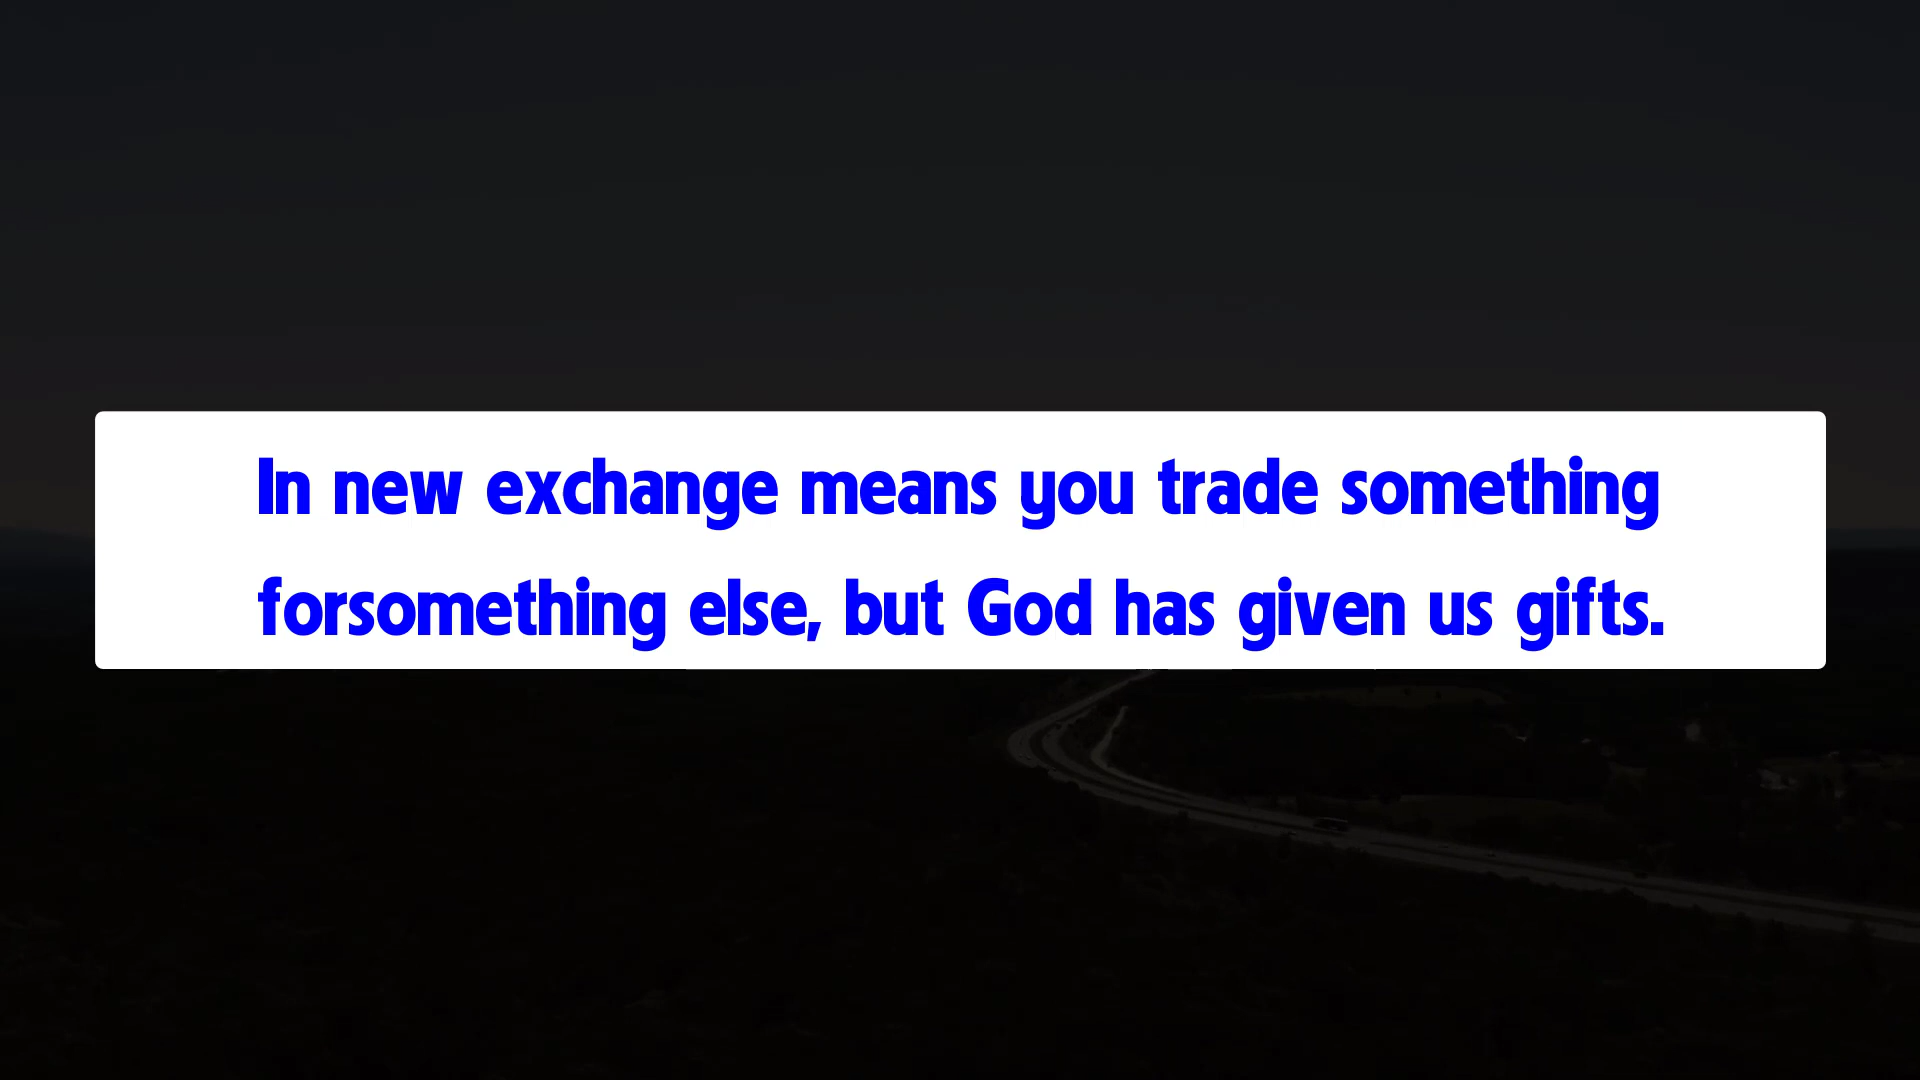 In new exchange means you trade something
forsomething else, but God has given us gifts.